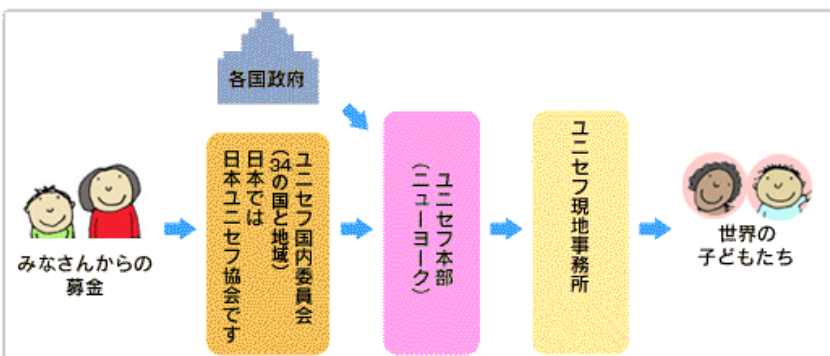 各国政府
みなさんからの
募金
ユニセフ国内委員会
(34の国と地域)
日本では
日本ユニセフ協会です
ユニセフ本部
(ニューヨーク)
ユニセフ現地事務所
世界の
子どもたち